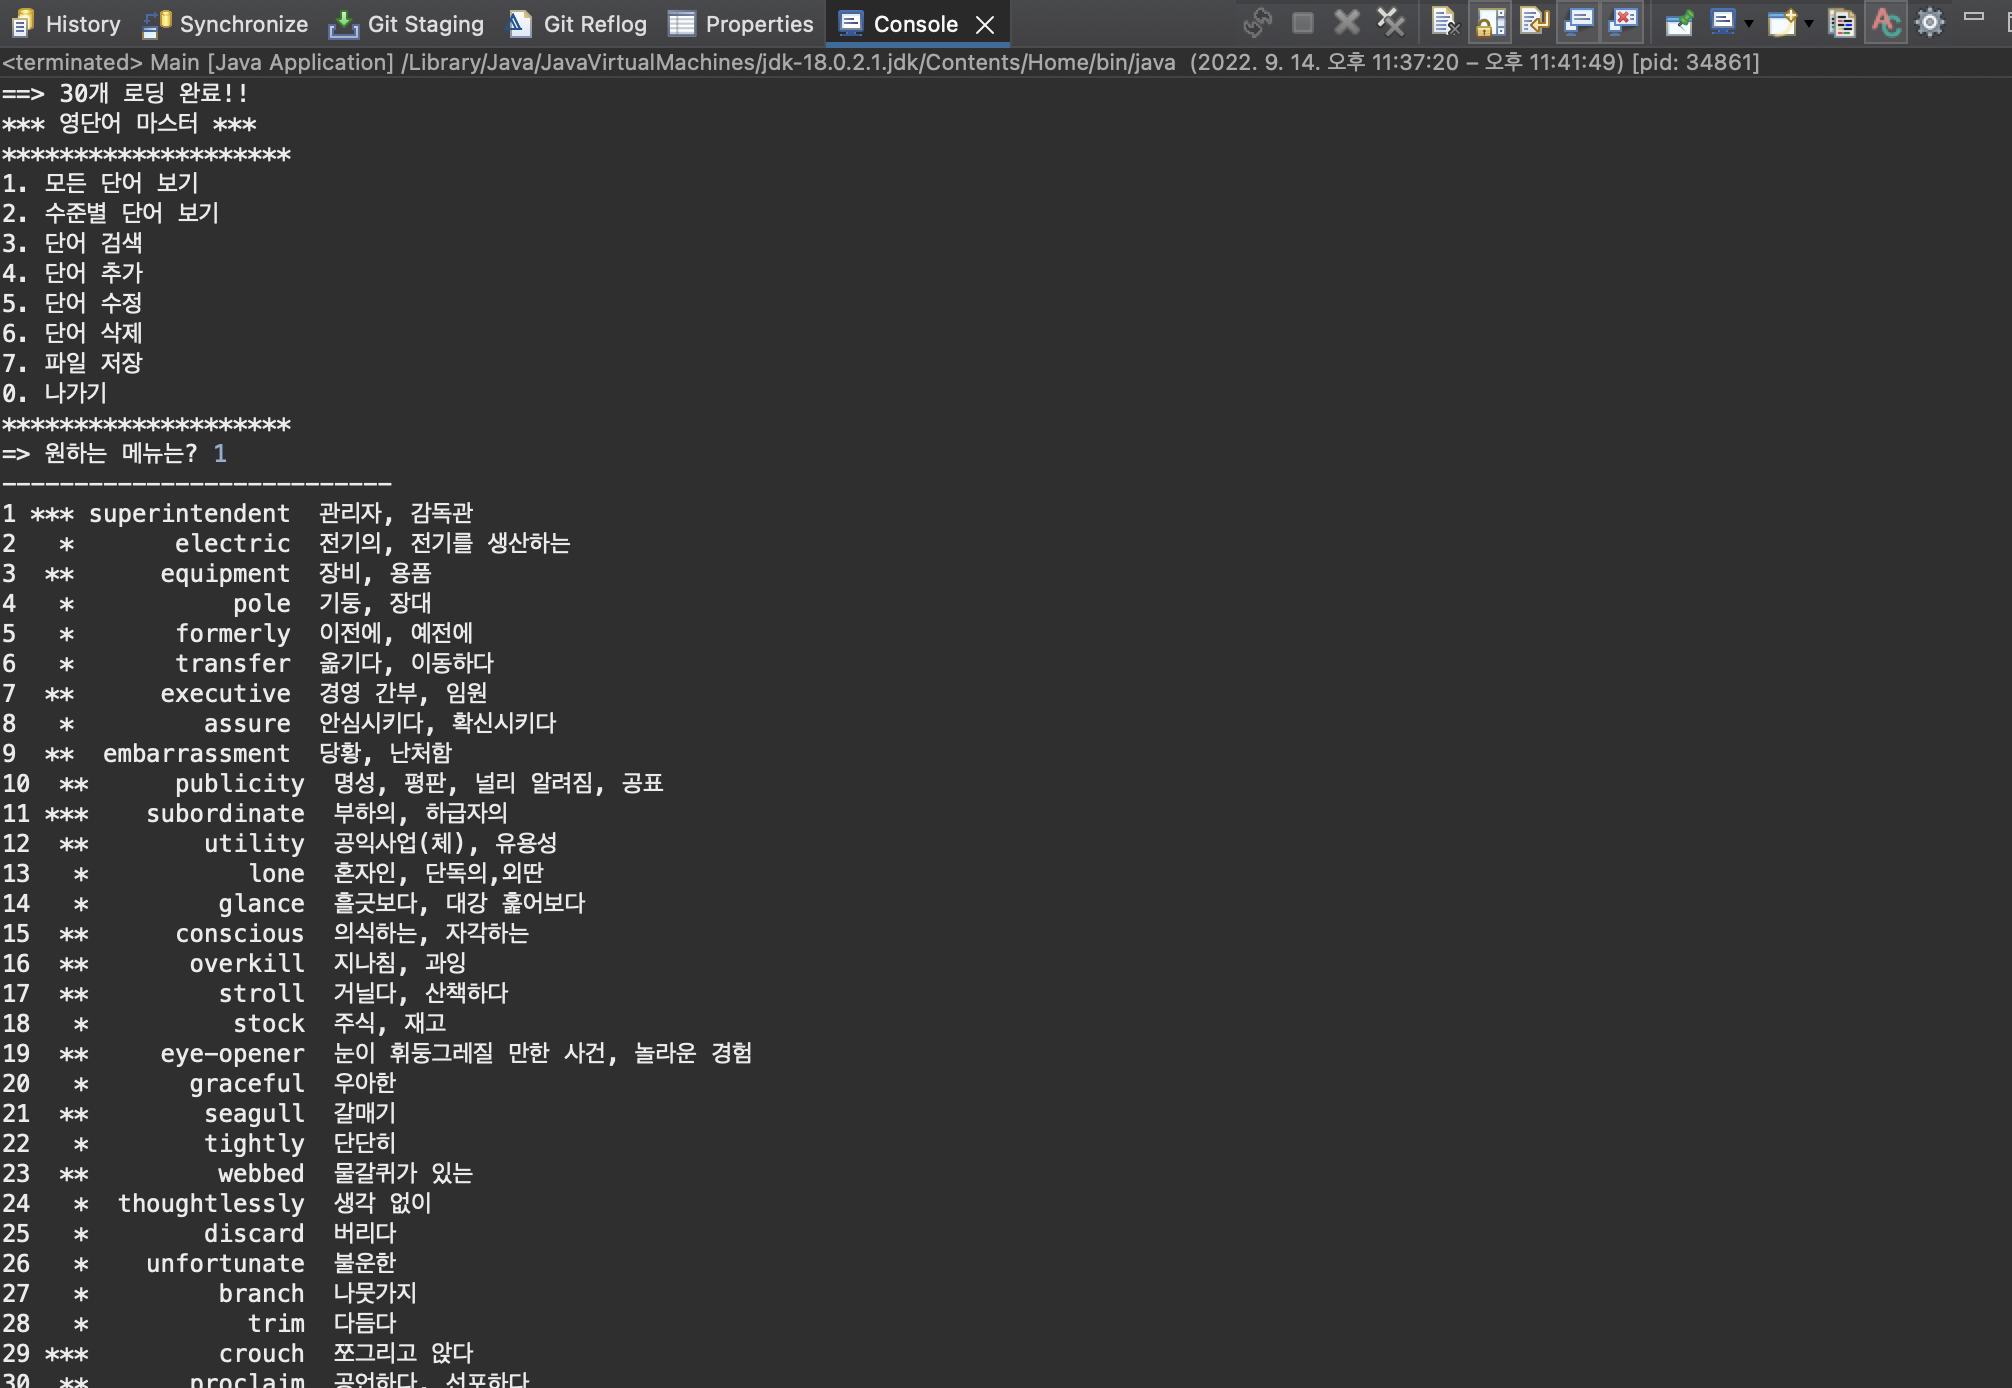 History Synchronize Git Staging Git Reflog Properties Console
<terminated> Main [Java Application] /Library/Java/JavaVirtualMachines/jdk-18.0.2.1.jdk/Contents/Home/bin/java (2022. 9. 14. 오후 11:37:20 – 오후 11:41:49) [pid: 34861]
==> 30개 로딩 완료!!
*** 영단어 마스터 ***
********************
1. 모든 단어 보기
2. 수준별 단어 보기
3. 단어 검색
4. 단어 추가
5. 단어 수정
6. 단어 삭제
7. 파일 저장
0. 나가기
********************
=> 원하는 메뉴는? 1
---------------------------
1 *** superintendent 관리자, 감독관
2 * electric 전기의, 전기를 생산하는
3 ** equipment 장비, 용품
4 * pole 기둥, 장대
5 * formerly 이전에, 예전에
6 * transfer 옮기다, 이동하다
7 ** executive 경영 간부, 임원
8 * assure 안심시키다, 확신시키다
9 ** embarrassment 당황, 난처함
10 ** publicity 명성, 평판, 널리 알려짐, 공표
11 *** subordinate 부하의, 하급자의
12 ** utility 공익사업(체), 유용성
13 * lone 혼자인, 단독의,외딴
14 * glance 흘긋보다, 대강 훑어보다
15 ** conscious 의식하는, 자각하는
16 ** overkill 지나침, 과잉
17 ** stroll 거닐다, 산책하다
18 * stock 주식, 재고
19 ** eye-opener 눈이 휘둥그레질 만한 사건, 놀라운 경험
20 * graceful 우아한
21 ** seagull 갈매기
22 * tightly 단단히
23 ** webbed 물갈퀴가 있는
24 * thoughtlessly 생각 없이
25 * discard 버리다
26 * unfortunate 불운한
27 * branch 나뭇가지
28 * trim 다듬다
29 *** crouch 쪼그리고 앉다
30 ** proclaim 공언하다, 선포하다